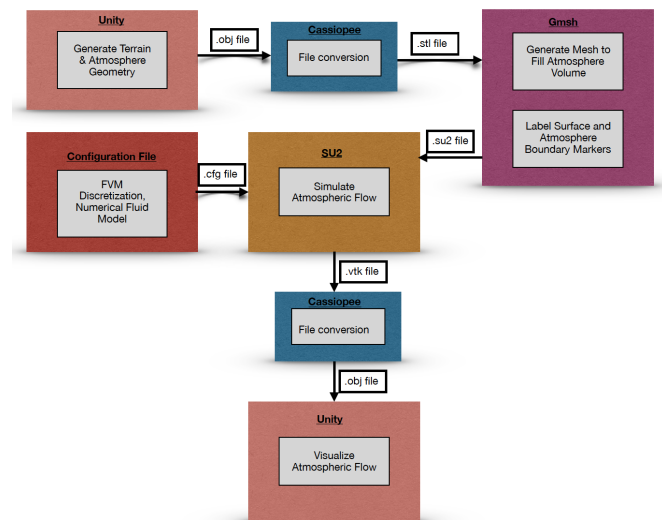 Unity
Generate Terrain
& Atmosphere
Geometry
.obj file
Cassiopee
File conversion
.stl file
Gmsh
Generate Mesh to
Fill Atmosphere
Volume
Label Surface and
Atmosphere
Boundary Markers
.su2 file
Configuration File
FVM
Discretization,
Numerical Fluid
Model
.cfg file
SU2
Simulate
Atmospheric Flow
.vtk file
Cassiopee
File conversion
.obj file
Unity
Visualize
Atmospheric Flow